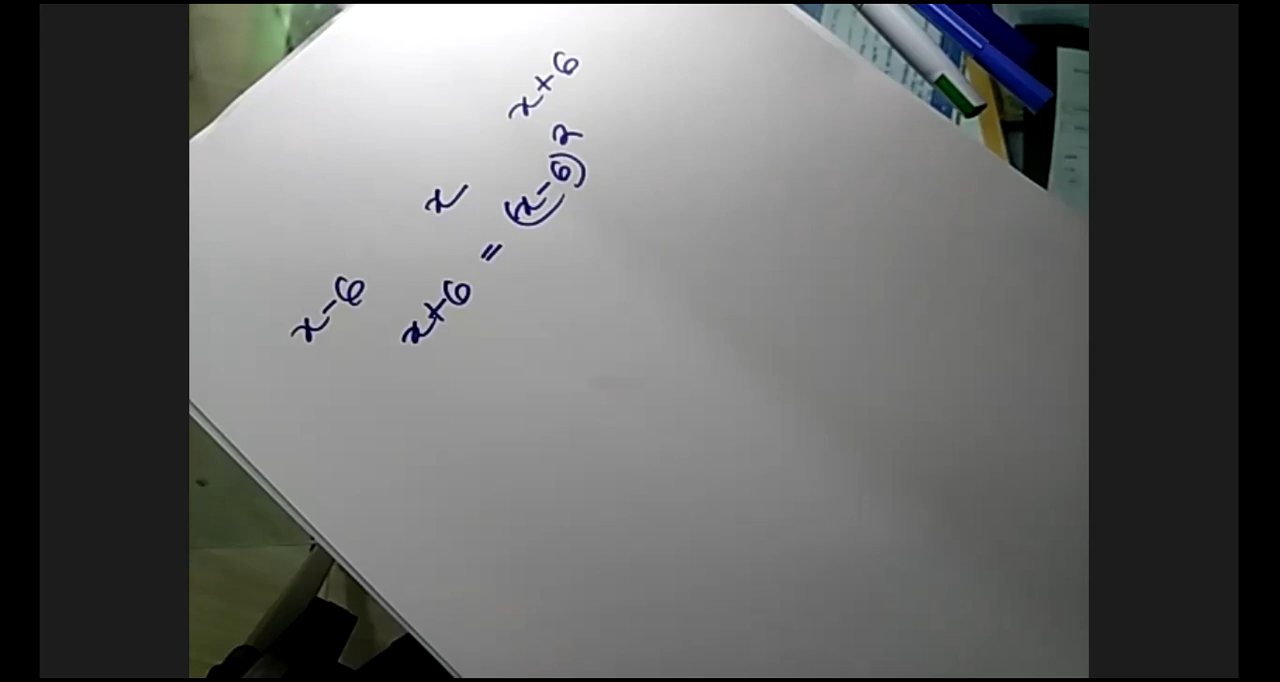 x-6 x x+6
x+6 = (x-6) 2